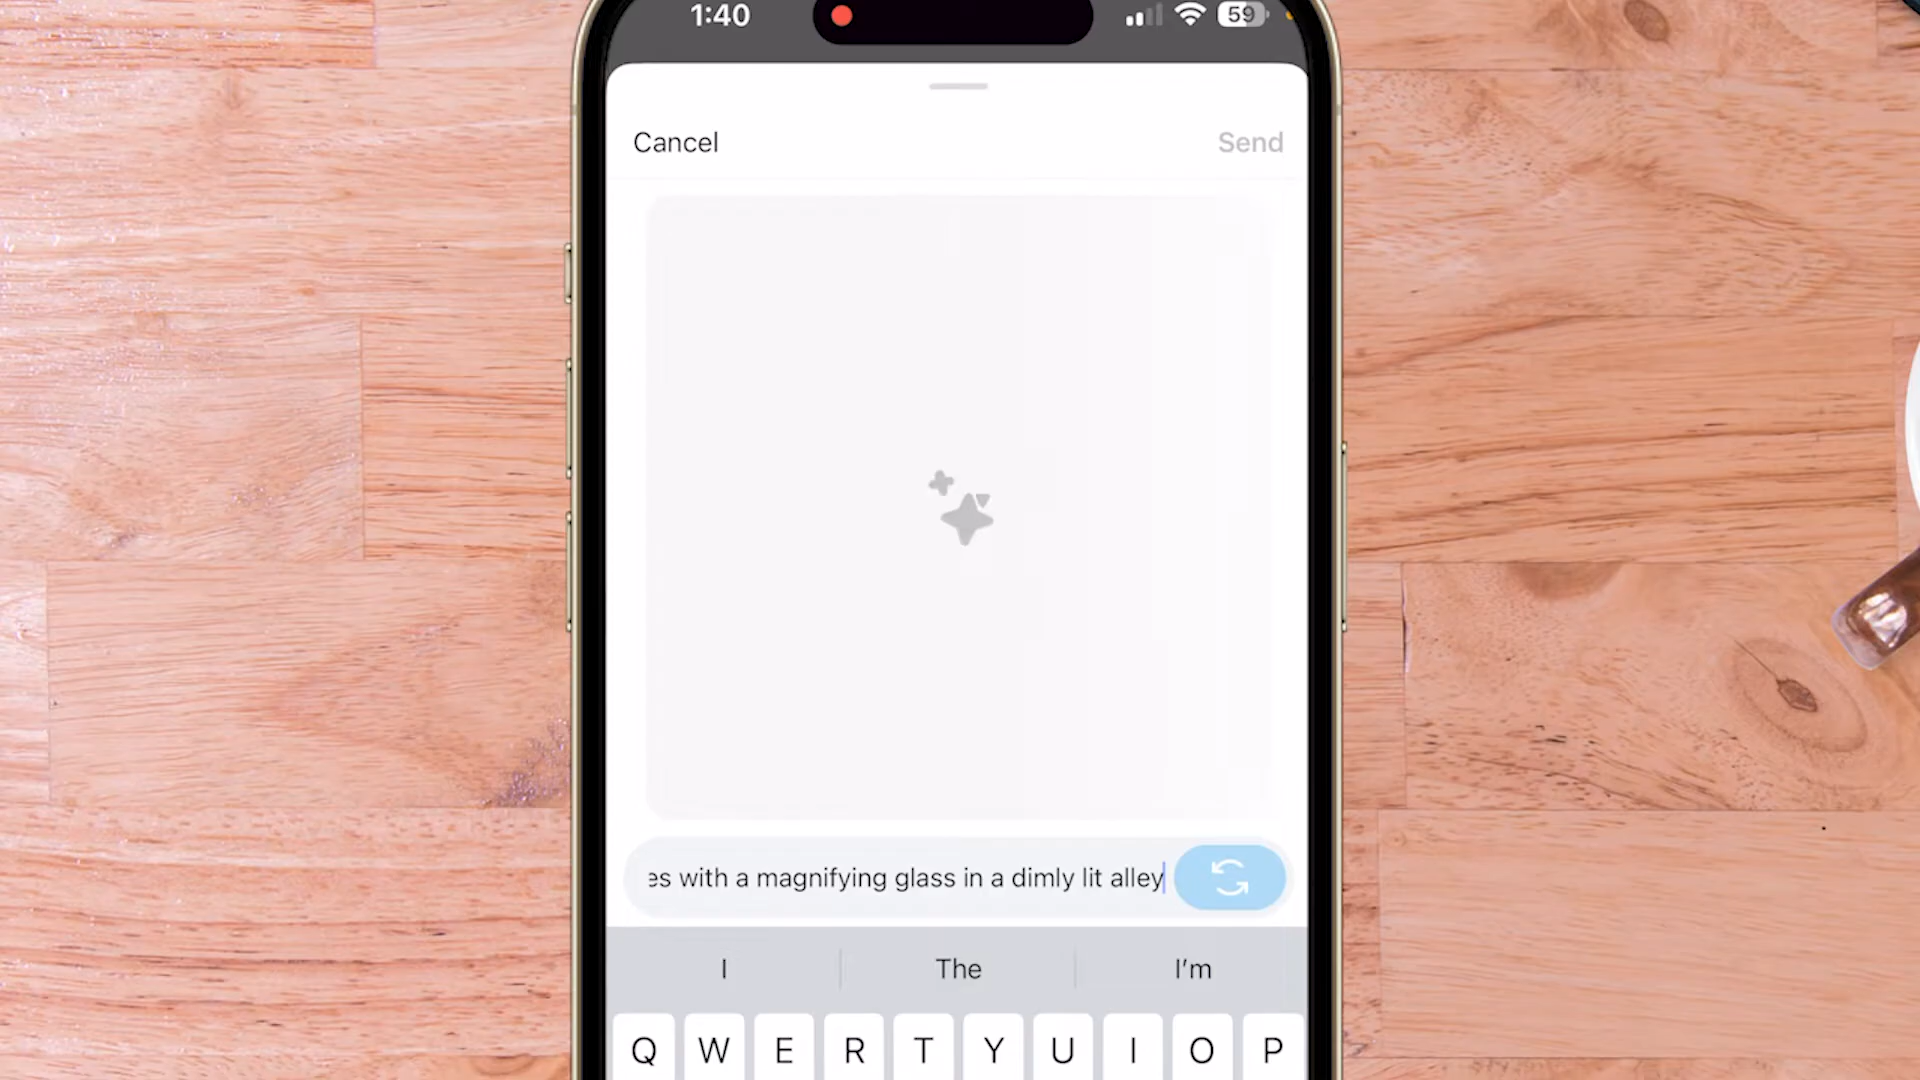 1:40
59
Cancel
Send
es with a magnifying glass in a dimly lit alley
I
The
I'm
Q W E R T Y U I O P